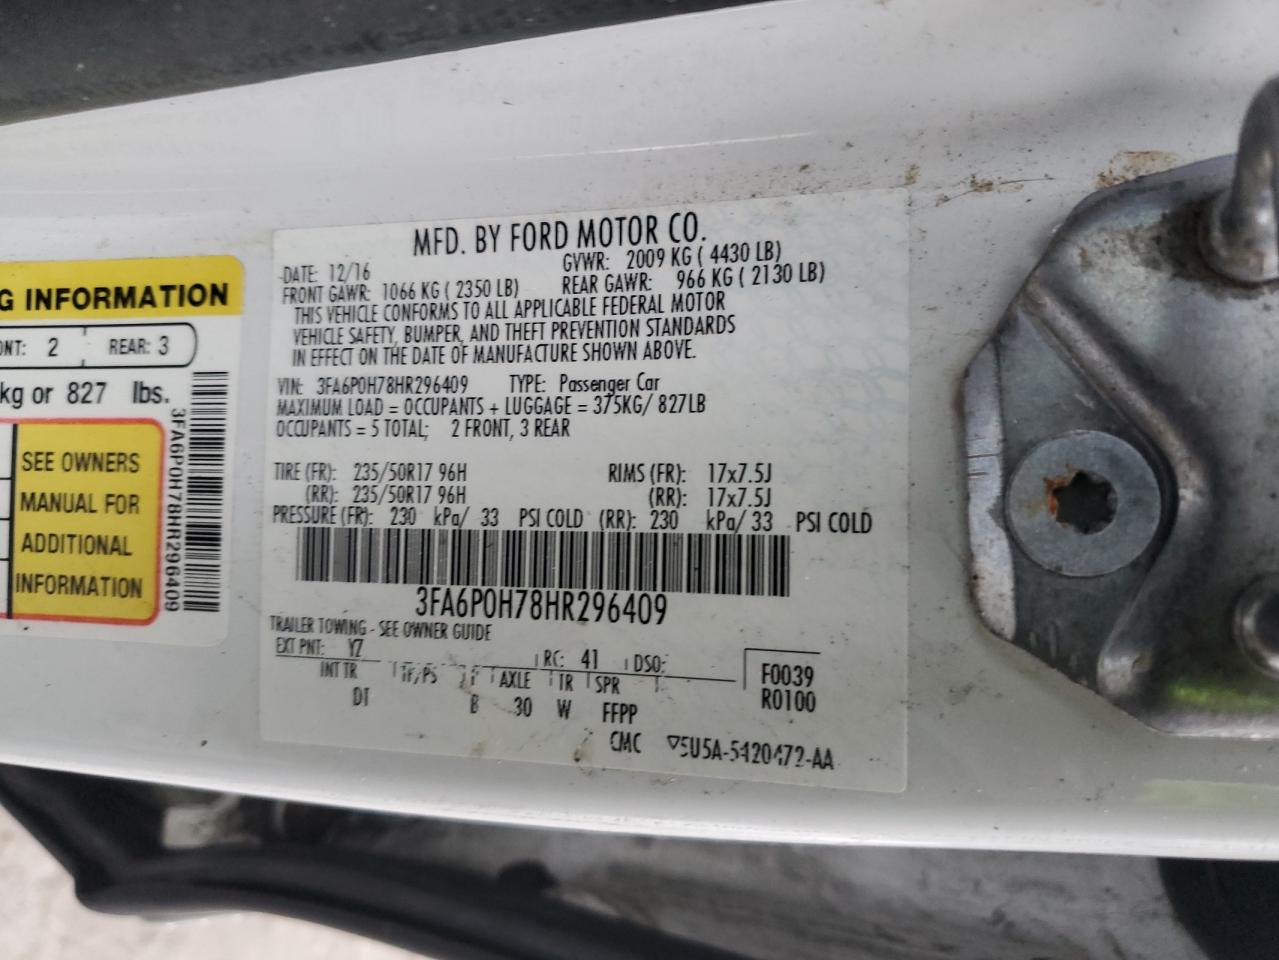 G INFORMATION
ONT: 2 REAR: 3
kg or 827 lbs.
SEE OWNERS
MANUAL FOR
ADDITIONAL
INFORMATION
3FA6P0H78HR296409
MFD. BY FORD MOTOR CO.
DATE: 12/16 GVWR: 2009 KG ( 4430 LB)
FRONT GAWR: 1066 KG ( 2350 LB) REAR GAWR: 966 KG ( 2130 LB)
THIS VEHICLE CONFORMS TO ALL APPLICABLE FEDERAL MOTOR
VEHICLE SAFETY, BUMPER, AND THEFT PREVENTION STANDARDS
IN EFFECT ON THE DATE OF MANUFACTURE SHOWN ABOVE.
VIN: 3FA6P0H78HR296409 TYPE: Passenger Car
MAXIMUM LOAD = OCCUPANTS + LUGGAGE = 375KG/ 827LB
OCCUPANTS = 5 TOTAL; 2 FRONT, 3 REAR
TIRE (FR): 235/50R17 96H RIMS (FR): 17x7.5J
(RR): 235/50R17 96H (RR): 17x7.5J
PRESSURE (FR): 230 kPa/ 33 PSI COLD (RR): 230 kPa/ 33 PSI COLD
3FA6P0H78HR296409
TRAILER TOWING - SEE OWNER GUIDE
EXT PNT: YZ RC: 41 DSO: F0039
INT TR TP/PS AXLE TR SPR R0100
DT B 30 W FFPP
CMC 5U5A-5420472-AA